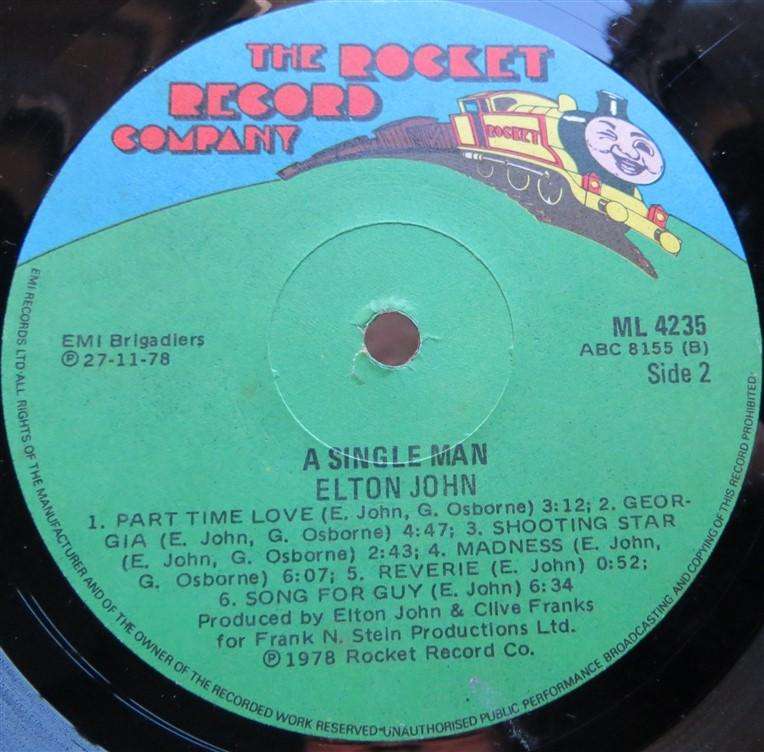 THE ROCKET
RECORD
COMPANY
ROCKET
EMI Brigadiers
℗ 27-11-78
ML 4235
ABC 8155 (B)
Side 2
A SINGLE MAN
ELTON JOHN
1. PART TIME LOVE (E. John, G. Osborne) 3:12; 2. GEOR-
GIA (E. John, G. Osborne) 4:47; 3. SHOOTING STAR
(E. John, G. Osborne) 2:43; 4. MADNESS (E. John,
G. Osborne) 6:07; 5. REVERIE (E. John) 0:52;
6. SONG FOR GUY (E. John) 6:34
Produced by Elton John & Clive Franks
for Frank N. Stein Productions Ltd.
℗ 1978 Rocket Record Co.
EMI RECORDS LTD·ALL RIGHTS OF THE MANUFACTURER AND OF THE OWNER OF THE RECORDED WORK RESERVED·UNAUTHORISED PUBLIC PERFORMANCE BROADCASTING AND COPYING OF THIS RECORD PROHIBITED·